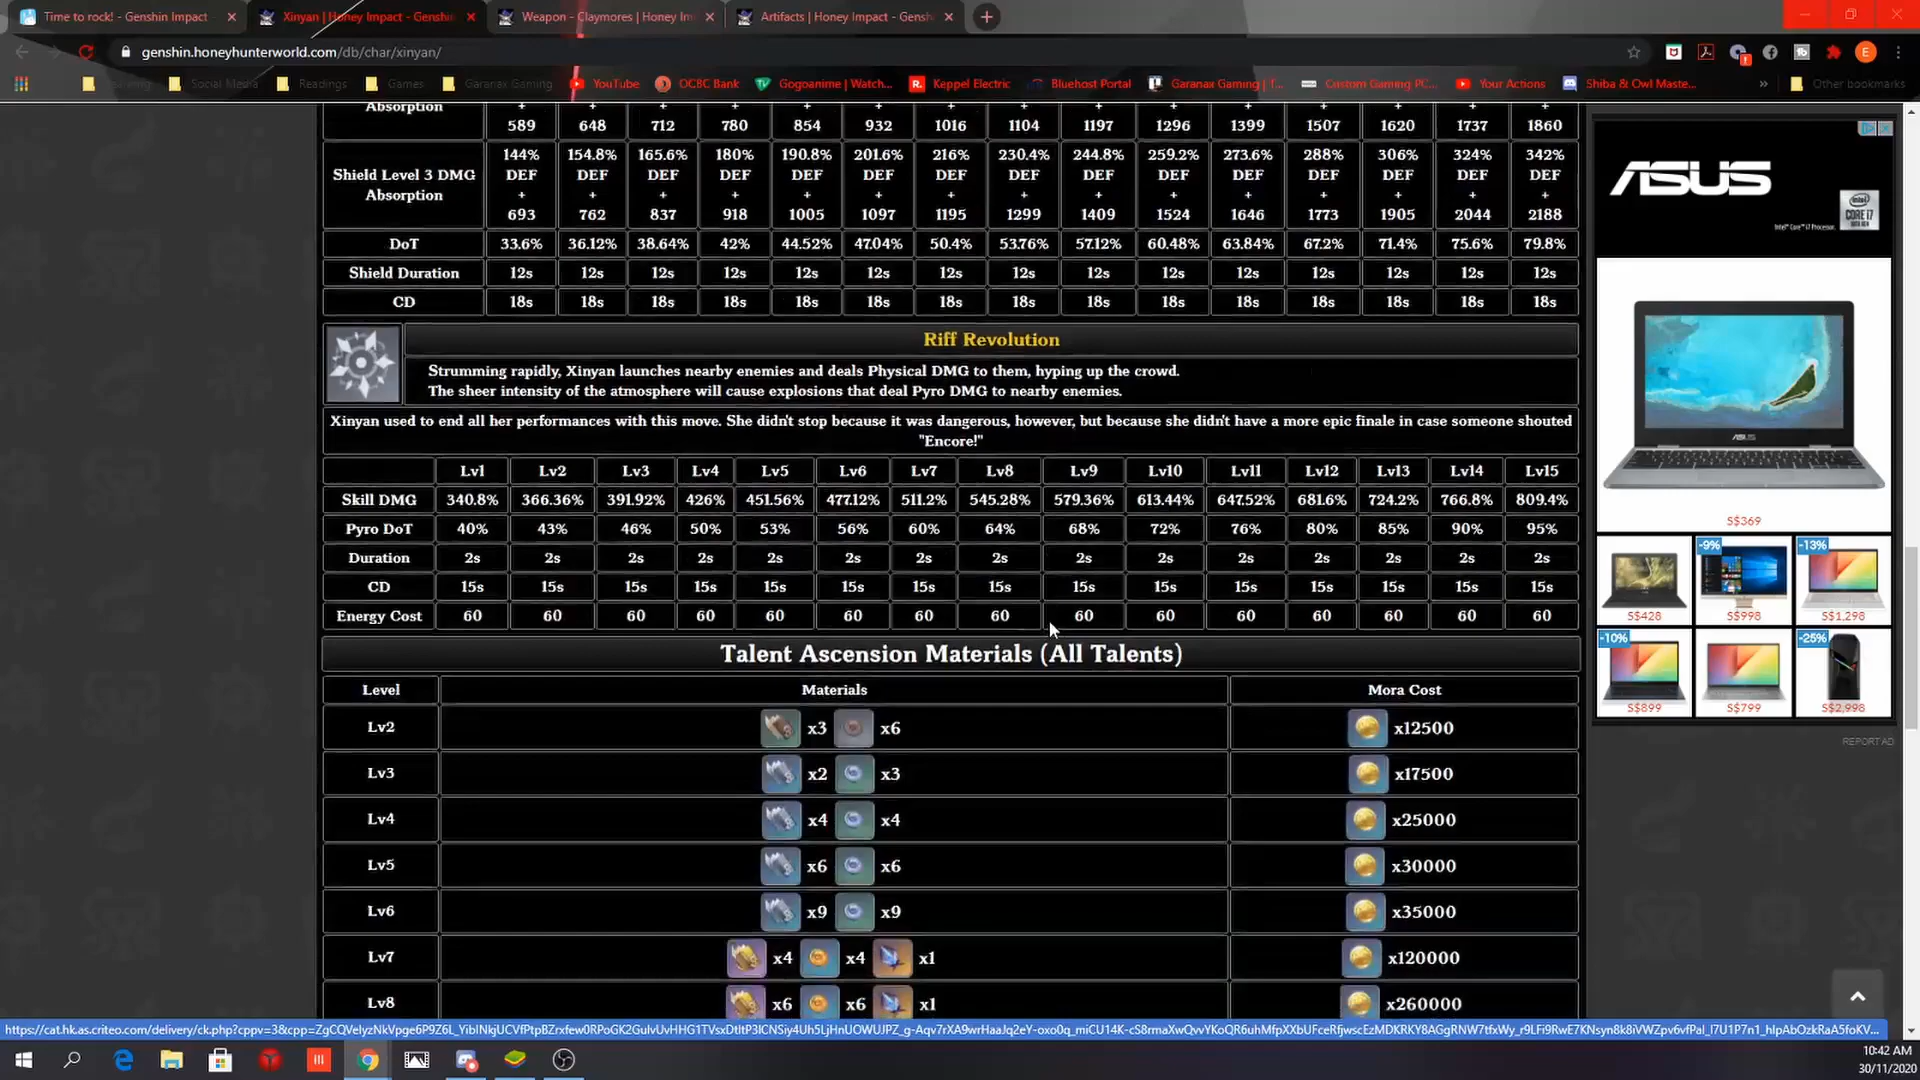 Time to rock! - Genshin Impact
Xinyan | Honey Impact - Genshi
Weapon - Claymores | Honey Im
Artifacts | Honey Impact - Gensh
genshin.honeyhunterworld.com/db/char/xinyan/
Social Media
Readings
Games
Garanax Gaming
YouTube
OCBC Bank
Gogoanime | Watch...
Keppel Electric
Bluehost Portal
Garanax Gaming | T...
Custom Gaming PC...
Your Actions
Shiba & Owl Maste...
Other bookmarks
Absorption + + + + + + + + + + + + + + +
589 648 712 780 854 932 1016 1104 1197 1296 1399 1507 1620 1737 1860
Shield Level 3 DMG Absorption
144% 154.8% 165.6% 180% 190.8% 201.6% 216% 230.4% 244.8% 259.2% 273.6% 288% 306% 324% 342%
DEF DEF DEF DEF DEF DEF DEF DEF DEF DEF DEF DEF DEF DEF DEF
+ + + + + + + + + + + + + + +
693 762 837 918 1005 1097 1195 1299 1409 1524 1646 1773 1905 2044 2188
DoT 33.6% 36.12% 38.64% 42% 44.52% 47.04% 50.4% 53.76% 57.12% 60.48% 63.84% 67.2% 71.4% 75.6% 79.8%
Shield Duration 12s 12s 12s 12s 12s 12s 12s 12s 12s 12s 12s 12s 12s 12s 12s
CD 18s 18s 18s 18s 18s 18s 18s 18s 18s 18s 18s 18s 18s 18s 18s
Riff Revolution
Strumming rapidly, Xinyan launches nearby enemies and deals Physical DMG to them, hyping up the crowd.
The sheer intensity of the atmosphere will cause explosions that deal Pyro DMG to nearby enemies.
Xinyan used to end all her performances with this move. She didn't stop because it was dangerous, however, but because she didn't have a more epic finale in case someone shouted
"Encore!"
Lv1 Lv2 Lv3 Lv4 Lv5 Lv6 Lv7 Lv8 Lv9 Lv10 Lv11 Lv12 Lv13 Lv14 Lv15
Skill DMG 340.8% 366.36% 391.92% 426% 451.56% 477.12% 511.2% 545.28% 579.36% 613.44% 647.52% 681.6% 724.2% 766.8% 809.4%
Pyro DoT 40% 43% 46% 50% 53% 56% 60% 64% 68% 72% 76% 80% 85% 90% 95%
Duration 2s 2s 2s 2s 2s 2s 2s 2s 2s 2s 2s 2s 2s 2s 2s
CD 15s 15s 15s 15s 15s 15s 15s 15s 15s 15s 15s 15s 15s 15s 15s
Energy Cost 60 60 60 60 60 60 60 60 60 60 60 60 60 60 60
Talent Ascension Materials (All Talents)
Level Materials Mora Cost
Lv2 x3 x6 x12500
Lv3 x2 x3 x17500
Lv4 x4 x4 x25000
Lv5 x6 x6 x30000
Lv6 x9 x9 x35000
Lv7 x4 x4 x1 x120000
Lv8 x6 x6 x1 x260000
ASUS
CORE i7
S$369
-9% -13%
S$428 S$998 S$1,298
-10% -25%
S$899 S$799 S$2,998
REPORT AD
10:42 AM
30/11/2020